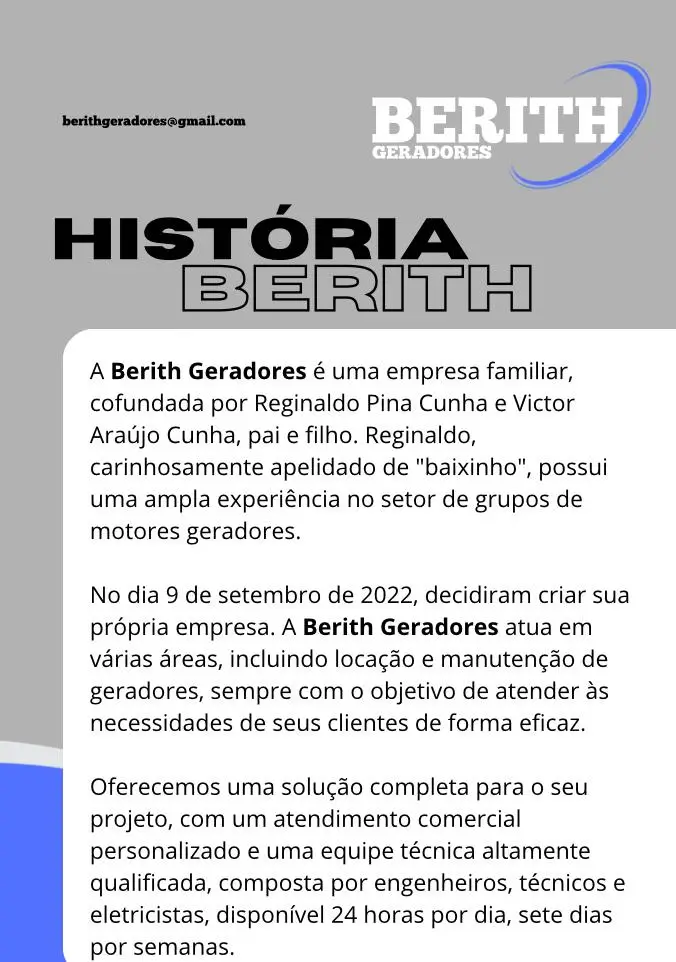 berithgeradores@gmail.com
BERITH
GERADORES
HISTÓRIA
BERITH
A Berith Geradores é uma empresa familiar,
cofundada por Reginaldo Pina Cunha e Victor
Araújo Cunha, pai e filho. Reginaldo,
carinhosamente apelidado de "baixinho", possui
uma ampla experiência no setor de grupos de
motores geradores.
No dia 9 de setembro de 2022, decidiram criar sua
própria empresa. A Berith Geradores atua em
várias áreas, incluindo locação e manutenção de
geradores, sempre com o objetivo de atender às
necessidades de seus clientes de forma eficaz.
Oferecemos uma solução completa para o seu
projeto, com um atendimento comercial
personalizado e uma equipe técnica altamente
qualificada, composta por engenheiros, técnicos e
eletricistas, disponível 24 horas por dia, sete dias
por semanas.